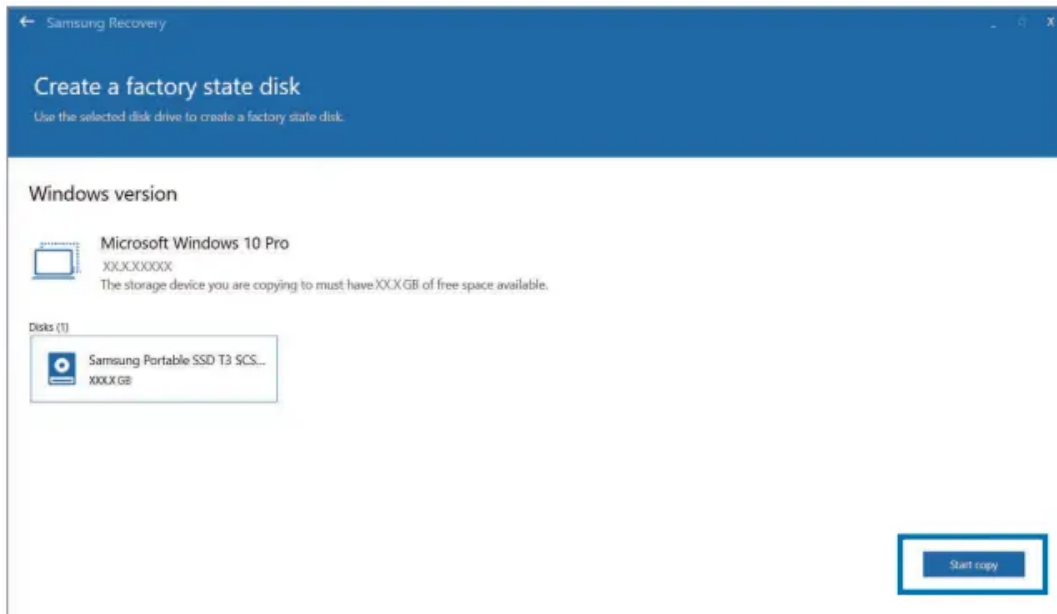 Samsung Recovery
Create a factory state disk
Use the selected disk drive to create a factory state disk.
Windows version
Microsoft Windows 10 Pro
XX.X.XXXXX
The storage device you are copying to must have XX.X GB of free space available.
Disks (1)
Samsung Portable SSD T3 SCS...
XXX.X GB
Start copy